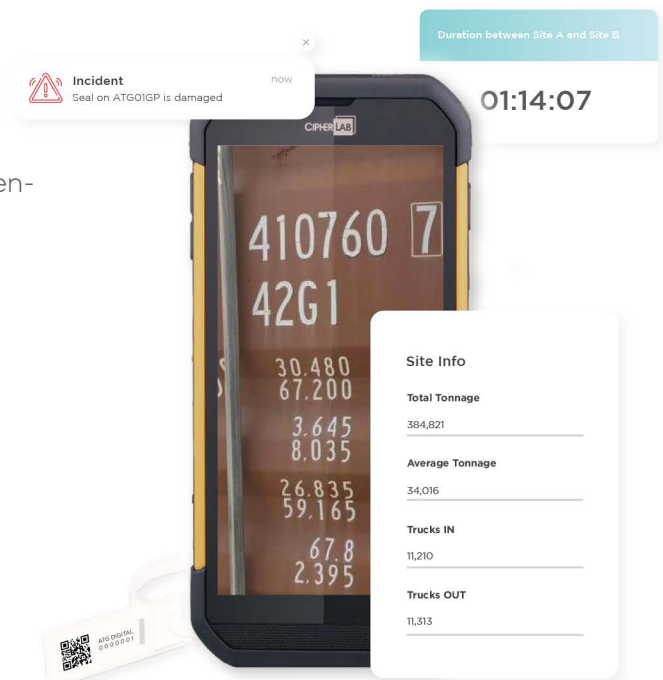 Duration between Site A and Site B
01:14:07
Incident
now
Seal on ATG01GP is damaged
en-
CIPHERLAB
410760 7
42G1
30.480
67.200
3.645
8.035
26.835
59.165
67.8
2.395
Site Info
Total Tonnage
384,821
Average Tonnage
34,016
Trucks IN
11,210
Trucks OUT
11,313
ATG DIGITAL
0000001